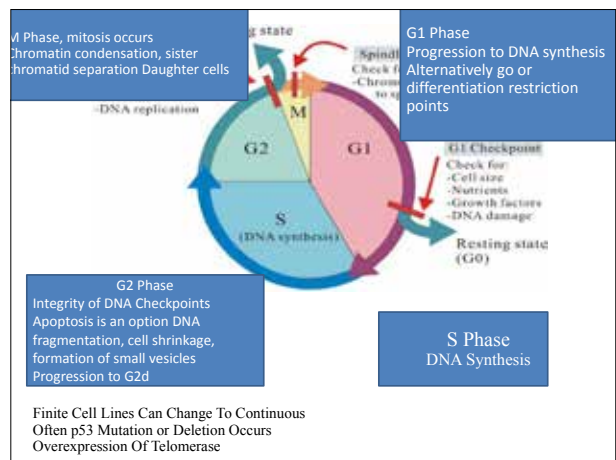 M Phase, mitosis occurs
Chromatin condensation, sister
chromatid separation Daughter cells
state
-DNA replication
Check
-Chrom
G1 Phase
Progression to DNA synthesis
Alternatively go or
differentiation restriction
points
M
G2
G1
S
(DNA synthesis)
G1 Checkpoint
Check for:
-Cell size
-Nutrients
-Growth factors
-DNA damage
Resting state
(G0)
G2 Phase
Integrity of DNA Checkpoints
Apoptosis is an option DNA
fragmentation, cell shrinkage,
formation of small vesicles
Progression to G2d
S Phase
DNA Synthesis
Finite Cell Lines Can Change To Continuous
Often p53 Mutation or Deletion Occurs
Overexpression Of Telomerase